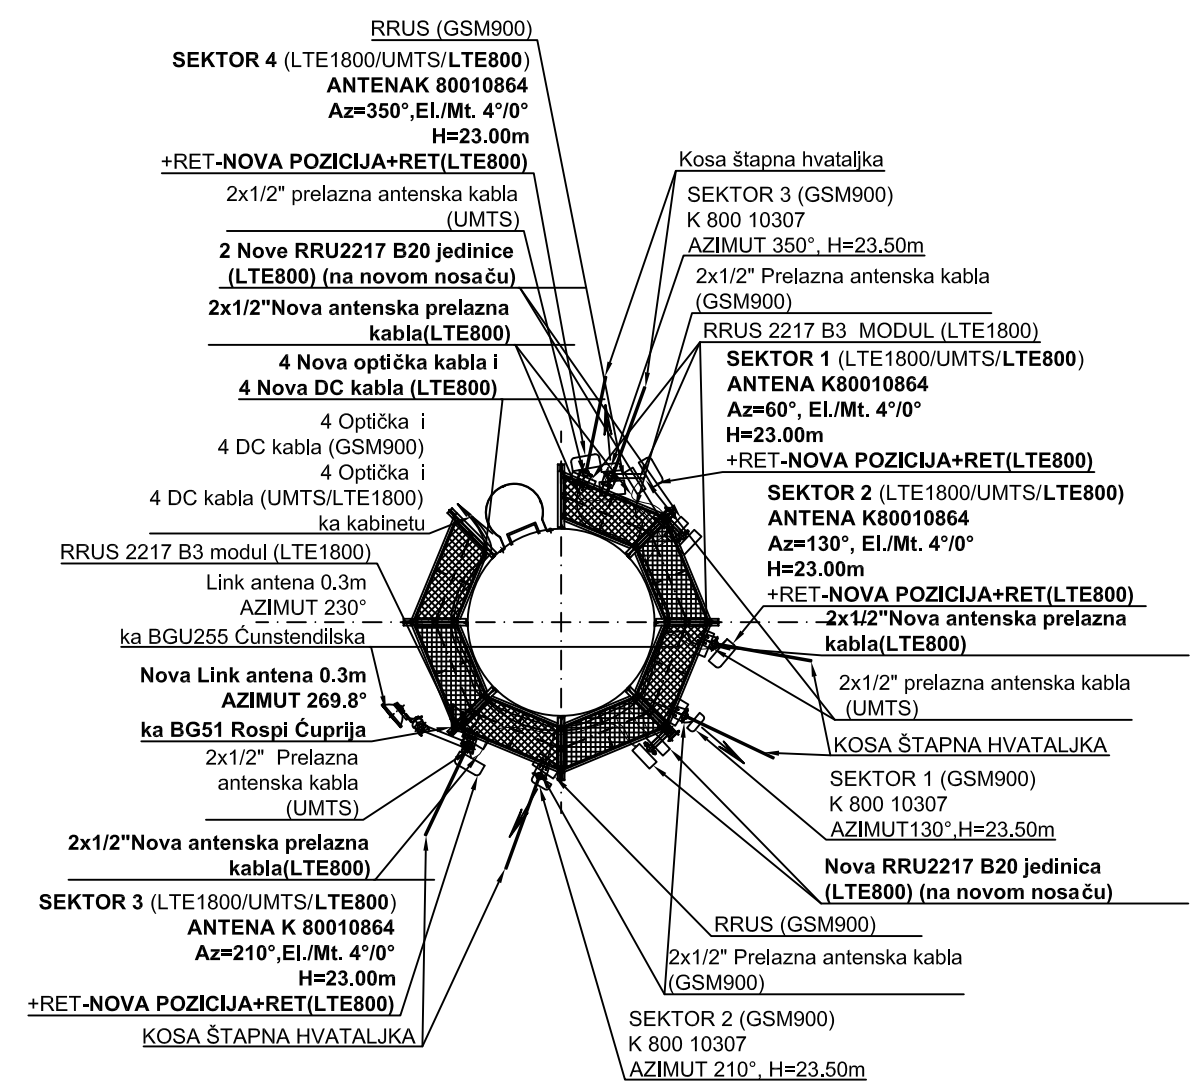 RRUS (GSM900)
SEKTOR 4 (LTE1800/UMTS/LTE800)
ANTENAK 80010864
Az=350°,El./Mt. 4°/0°
H=23.00m
+RET-NOVA POZICIJA+RET(LTE800)
2x1/2" prelazna antenska kabla
(UMTS)
2 Nove RRU2217 B20 jedinice
(LTE800) (na novom nosaču)
2x1/2"Nova antenska prelazna
kabla(LTE800)
4 Nova optička kabla i
4 Nova DC kabla (LTE800)
4 Optička i
4 DC kabla (GSM900)
4 Optička i
4 DC kabla (UMTS/LTE1800)
ka kabinetu
RRUS 2217 B3 modul (LTE1800)
Link antena 0.3m
AZIMUT 230°
ka BGU255 Ćunstendilska
Nova Link antena 0.3m
AZIMUT 269.8°
ka BG51 Rospi Ćuprija
2x1/2" Prelazna
antenska kabla
(UMTS)
2x1/2"Nova antenska prelazna
kabla(LTE800)
SEKTOR 3 (LTE1800/UMTS/LTE800)
ANTENA K 80010864
Az=210°,El./Mt. 4°/0°
H=23.00m
+RET-NOVA POZICIJA+RET(LTE800)
KOSA ŠTAPNA HVATALJKA
Kosa štapna hvataljka
SEKTOR 3 (GSM900)
K 800 10307
AZIMUT 350°, H=23.50m
2x1/2" Prelazna antenska kabla
(GSM900)
RRUS 2217 B3 MODUL (LTE1800)
SEKTOR 1 (LTE1800/UMTS/LTE800)
ANTENA K80010864
Az=60°, El./Mt. 4°/0°
H=23.00m
+RET-NOVA POZICIJA+RET(LTE800)
SEKTOR 2 (LTE1800/UMTS/LTE800)
ANTENA K80010864
Az=130°, El./Mt. 4°/0°
H=23.00m
+RET-NOVA POZICIJA+RET(LTE800)
2x1/2"Nova antenska prelazna
kabla(LTE800)
2x1/2" prelazna antenska kabla
(UMTS)
KOSA ŠTAPNA HVATALJKA
SEKTOR 1 (GSM900)
K 800 10307
AZIMUT130°,H=23.50m
Nova RRU2217 B20 jedinica
(LTE800) (na novom nosaču)
RRUS (GSM900)
2x1/2" Prelazna antenska kabla
(GSM900)
SEKTOR 2 (GSM900)
K 800 10307
AZIMUT 210°, H=23.50m